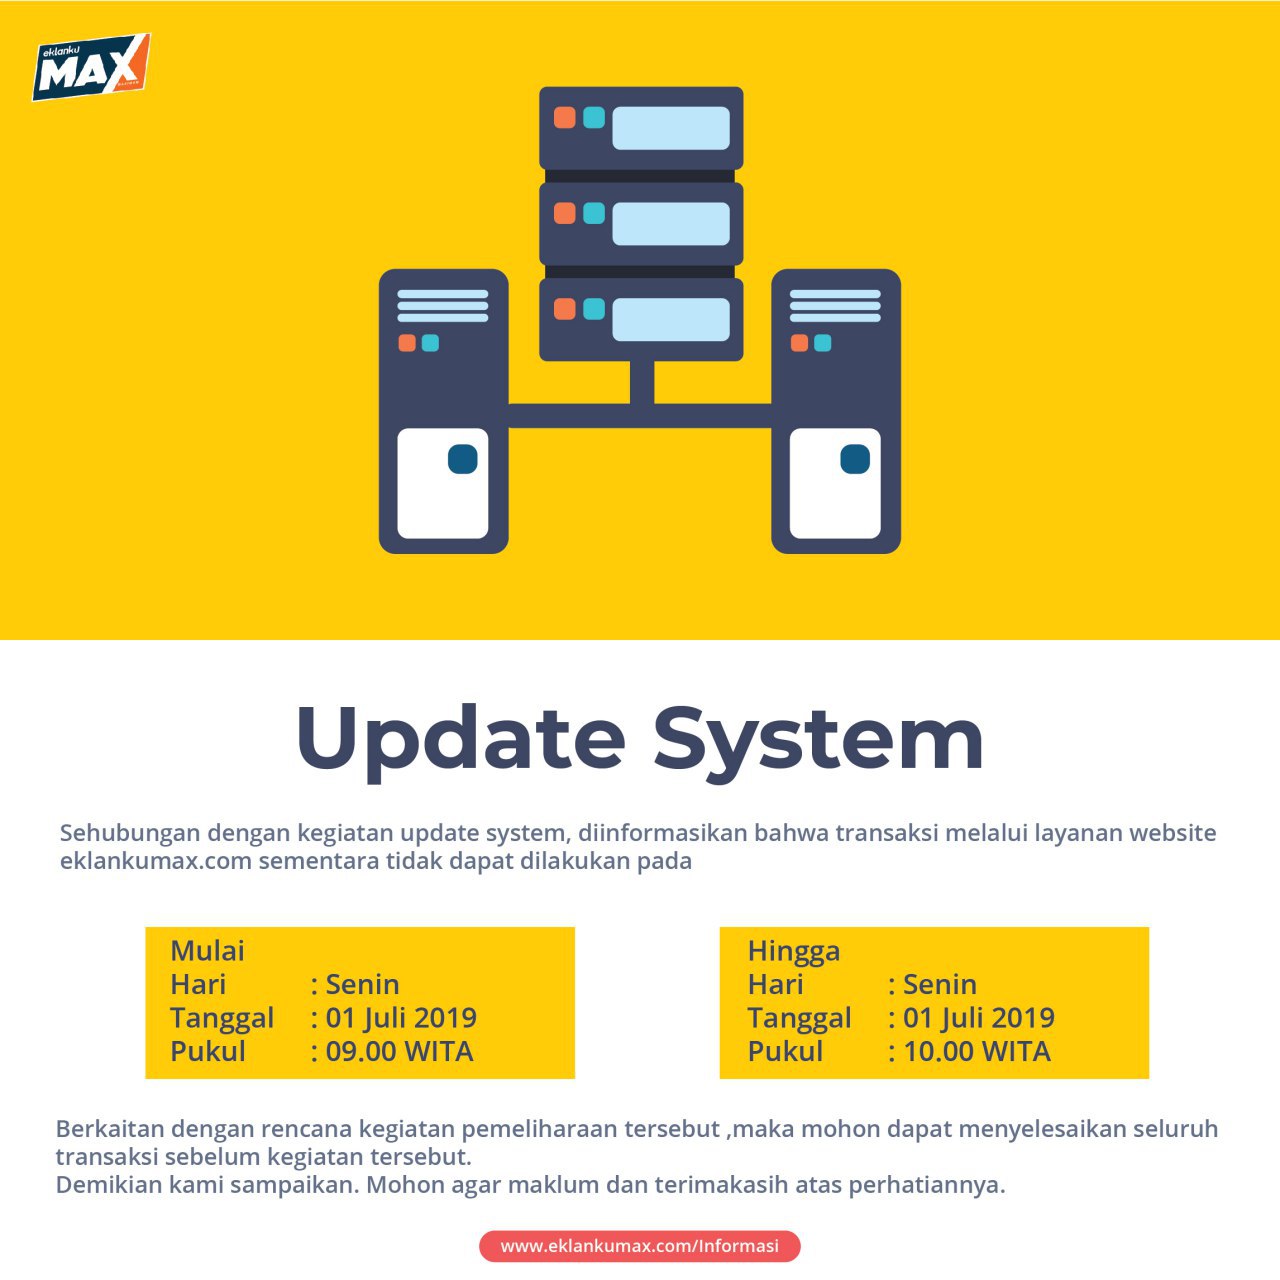 eklanku
MAX
Update System
Sehubungan dengan kegiatan update system, diinformasikan bahwa transaksi melalui layanan website
eklankumax.com sementara tidak dapat dilakukan pada
Mulai
Hari : Senin
Tanggal : 01 Juli 2019
Pukul : 09.00 WITA
Hingga
Hari : Senin
Tanggal : 01 Juli 2019
Pukul : 10.00 WITA
Berkaitan dengan rencana kegiatan pemeliharaan tersebut ,maka mohon dapat menyelesaikan seluruh
transaksi sebelum kegiatan tersebut.
Demikian kami sampaikan. Mohon agar maklum dan terimakasih atas perhatiannya.
www.eklankumax.com/Informasi